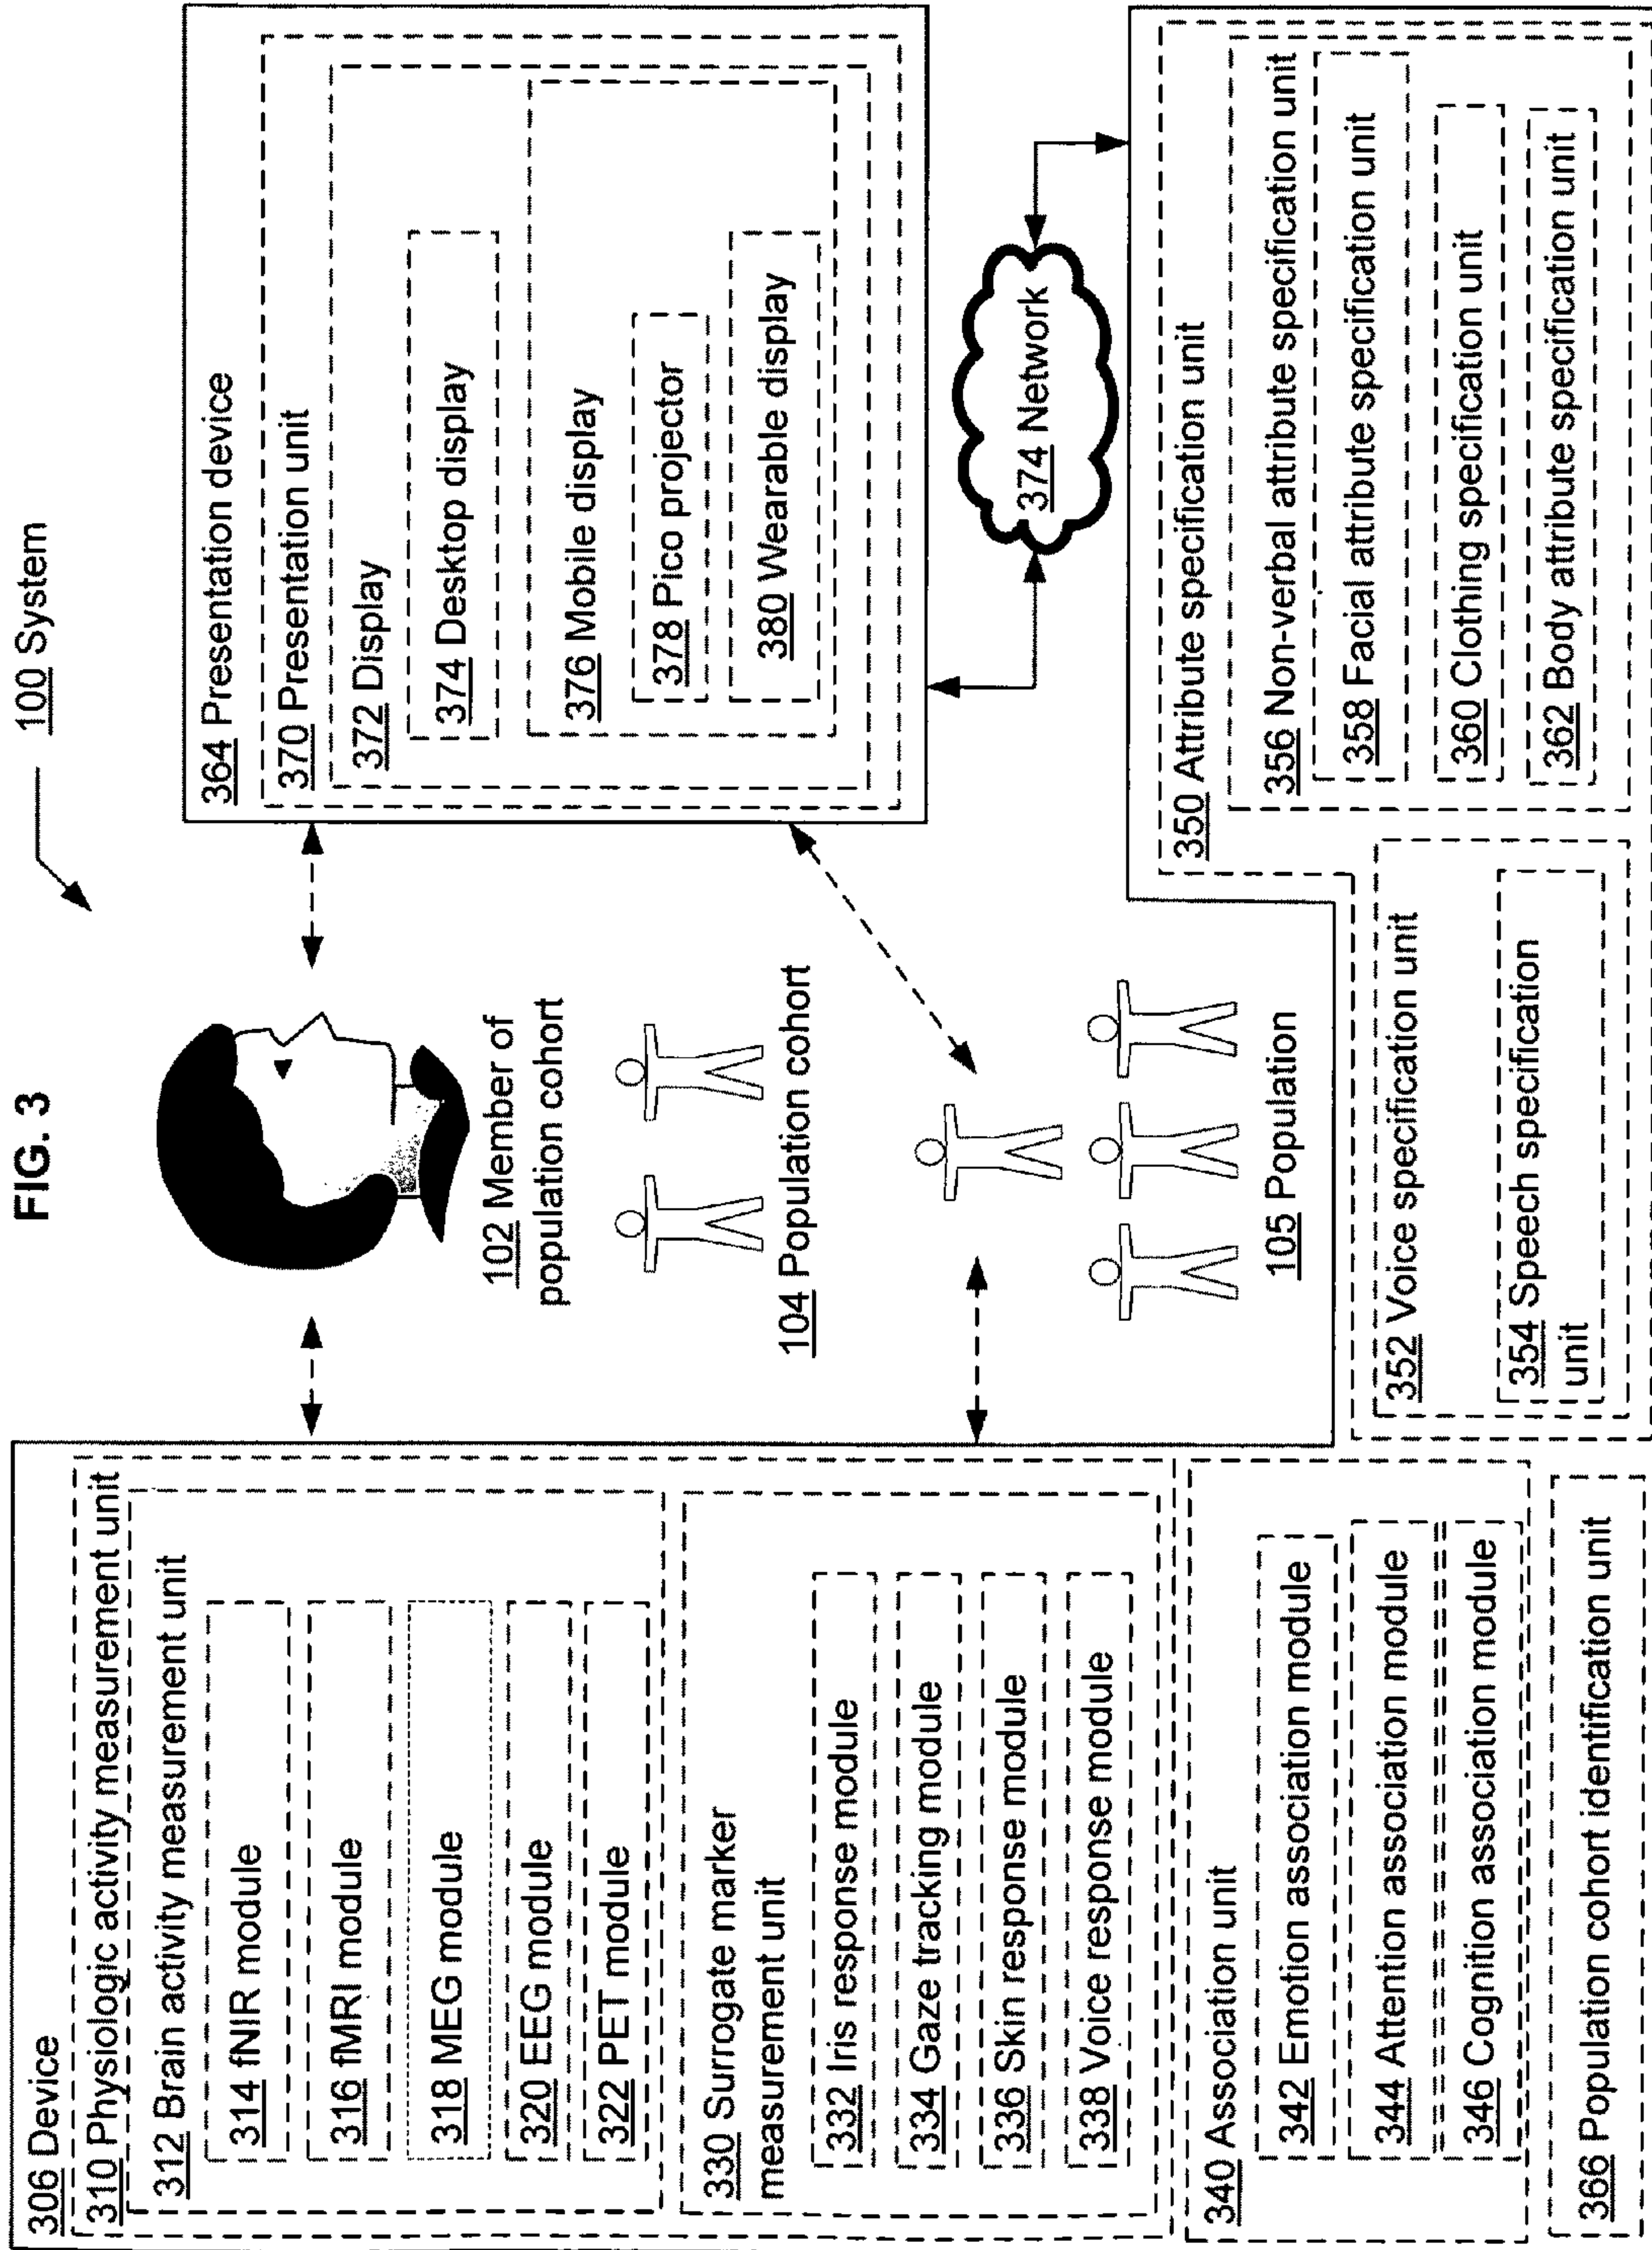 FIG. 3
100 System
306 Device
310 Physiologic activity measurement unit
312 Brain activity measurement unit
314 fNIR module
316 fMRI module
318 MEG module
320 EEG module
322 PET module
330 Surrogate marker
measurement unit
332 Iris response module
334 Gaze tracking module
336 Skin response module
338 Voice response module
340 Association unit
342 Emotion association module
344 Attention association module
346 Cognition association module
366 Population cohort identification unit
102 Member of
population cohort
104 Population cohort
105 Population
364 Presentation device
370 Presentation unit
372 Display
374 Desktop display
376 Mobile display
378 Pico projector
380 Wearable display
374 Network
350 Attribute specification unit
352 Voice specification unit
354 Speech specification
unit
356 Non-verbal attribute specification unit
358 Facial attribute specification unit
360 Clothing specification unit
362 Body attribute specification unit